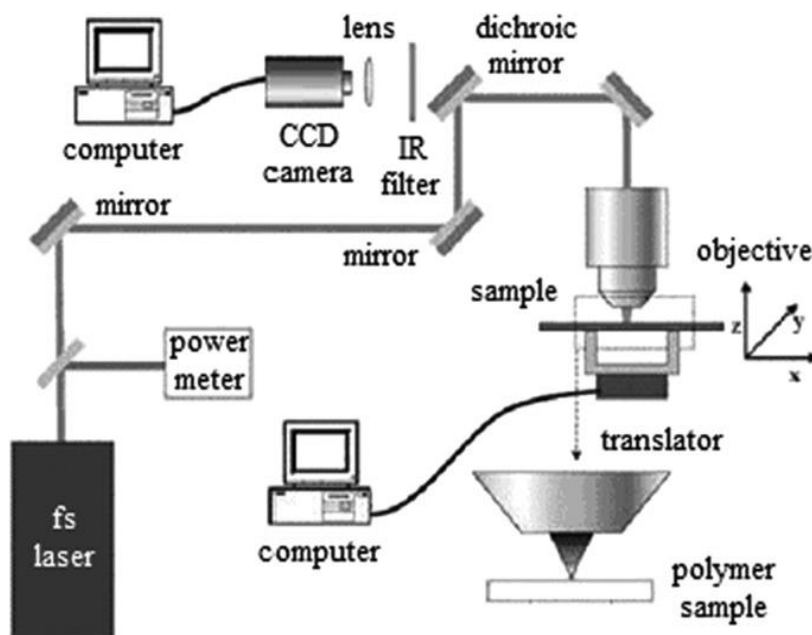 lens
dichroic
mirror
computer
CCD
camera
IR
filter
mirror
mirror
objective
sample
z
y
x
power
meter
translator
fs
laser
computer
polymer
sample